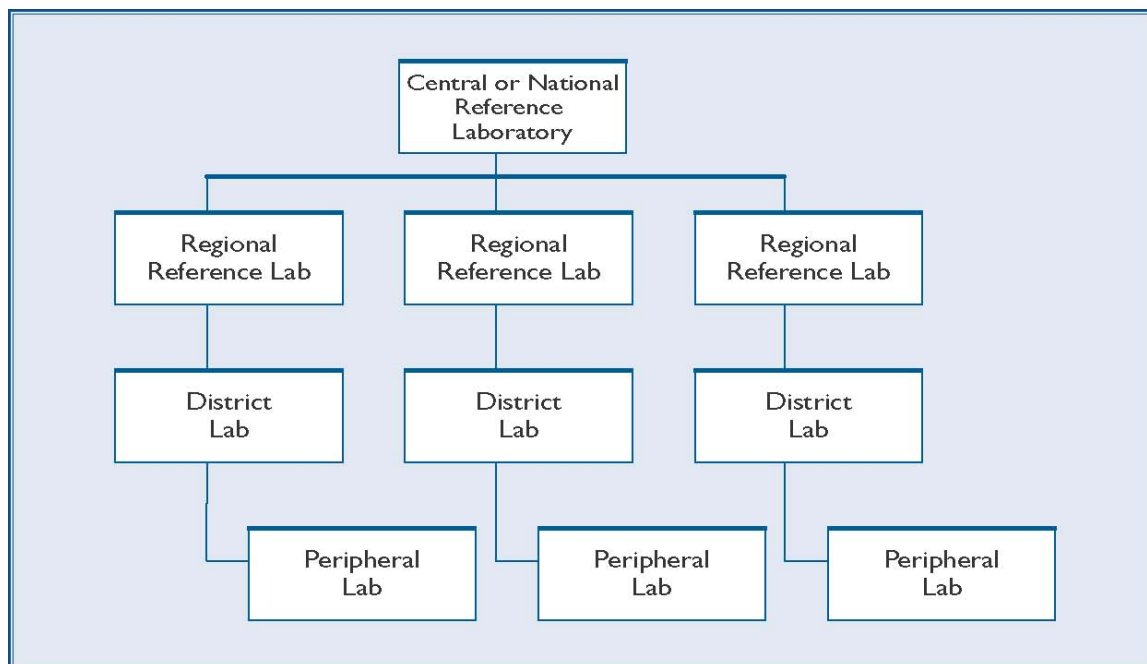 Central or National
Reference
Laboratory
Regional
Reference Lab
Regional
Reference Lab
Regional
Reference Lab
District
Lab
District
Lab
District
Lab
Peripheral
Lab
Peripheral
Lab
Peripheral
Lab